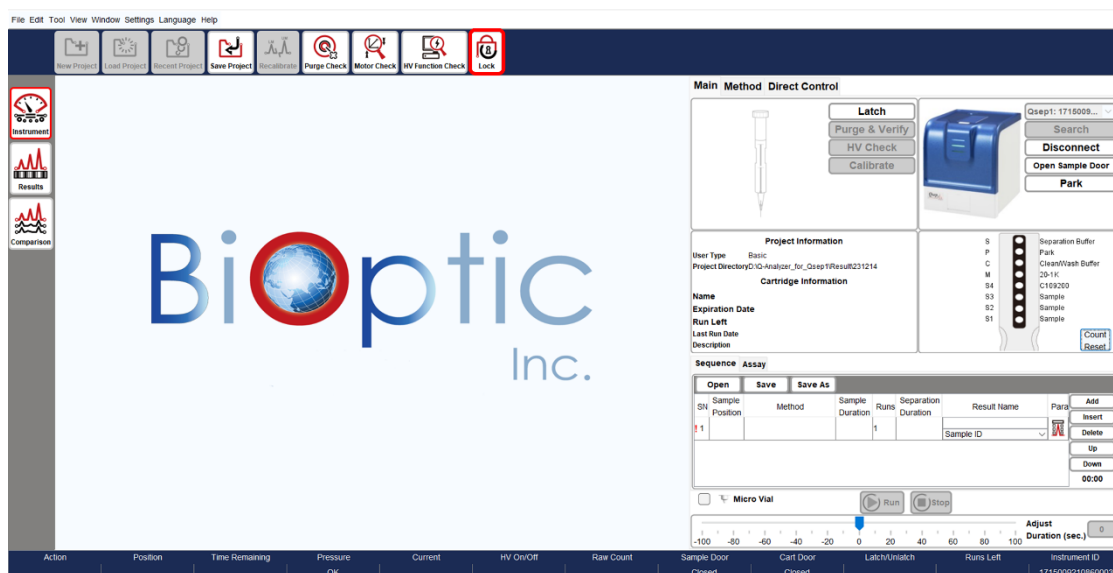 File Edit Tool View Window Settings Language Help
New Project Load Project Recent Project Save Project Recalibrate Purge Check Motor Check HV Function Check Lock
Instrument
Results
Comparison
BiOptic
Inc.
Main Method Direct Control
Latch
Purge & Verify
HV Check
Calibrate
Qsep1: 1715009...
Search
Disconnect
Open Sample Door
Park
Project Information
User Type Basic
Project Directory D:\Q-Analyzer_for_Qsep1\Result\231214
Cartridge Information
Name
Expiration Date
Run Left
Last Run Date
Description
S Separation Buffer
P Park
C Clean/Wash Buffer
M 20-1K
S4 C109200
S3 Sample
S2 Sample
S1 Sample
Count
Reset
Sequence Assay
Open Save Save As
SN Sample Position Method Sample Duration Runs Separation Duration Result Name Para
! 1 1 Sample ID
Add
Insert
Delete
Up
Down
00:00
Micro Vial Run Stop
-100 -80 -60 -40 -20 0 20 40 60 80 100
Adjust
Duration (sec.) 0
Action Position Time Remaining Pressure Current HV On/Off Raw Count Sample Door Cart Door Latch/Unlatch Runs Left Instrument ID
OK Closed Closed